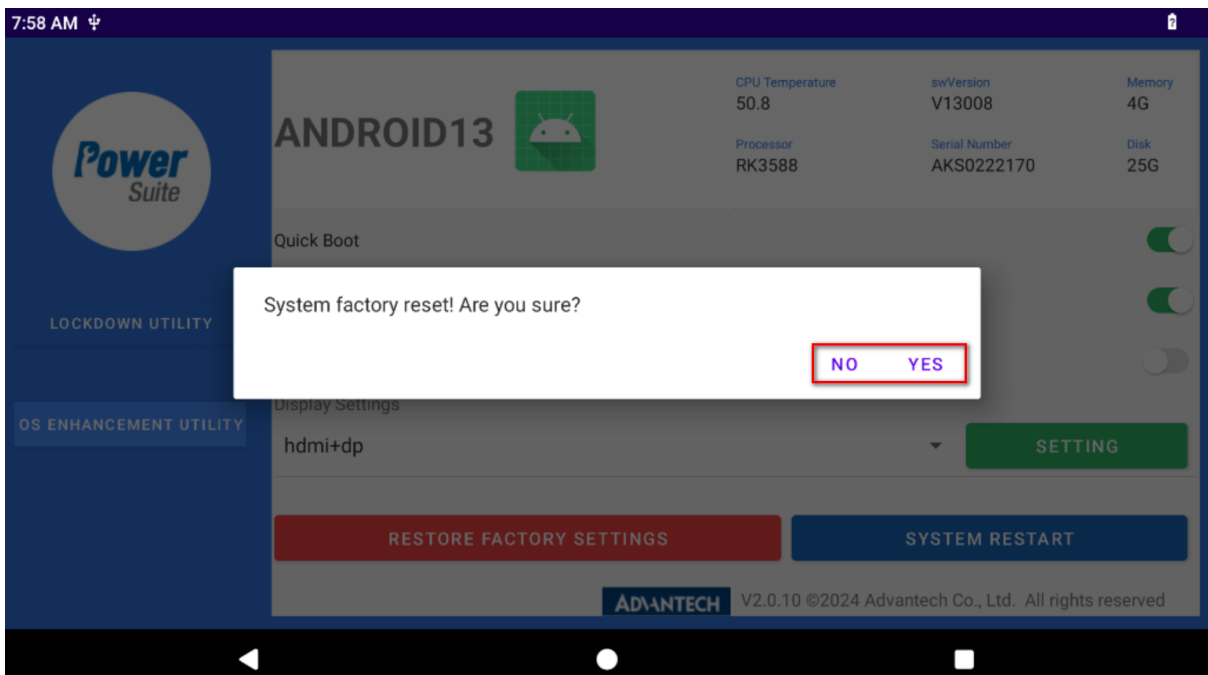 7:58 AM
Power
Suite
LOCKDOWN UTILITY
OS ENHANCEMENT UTILITY
ANDROID13
CPU Temperature
50.8
swVersion
V13008
Memory
4G
Processor
RK3588
Serial Number
AKS0222170
Disk
25G
Quick Boot
System factory reset! Are you sure?
NO YES
Display Settings
hdmi+dp
SETTING
RESTORE FACTORY SETTINGS
SYSTEM RESTART
ADVANTECH V2.0.10 ©2024 Advantech Co., Ltd. All rights reserved